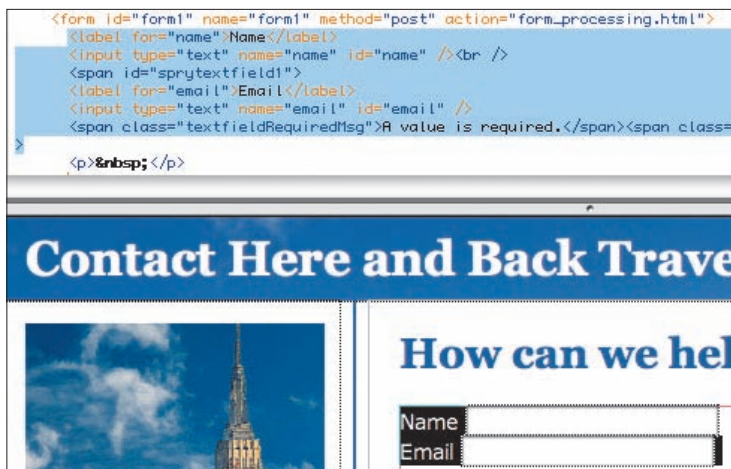 <form id="form1" name="form1" method="post" action="form_processing.html">
<label for="name">Name</label>
<input type="text" name="name" id="name" /><br />
<span id="sprytextfield1">
<label for="email">Email</label>
<input type="text" name="email" id="email" />
<span class="textfieldRequiredMsg">A value is required.</span><span class=
>
<p>&nbsp;</p>
Contact Here and Back Trave
How can we hel
Name
Email